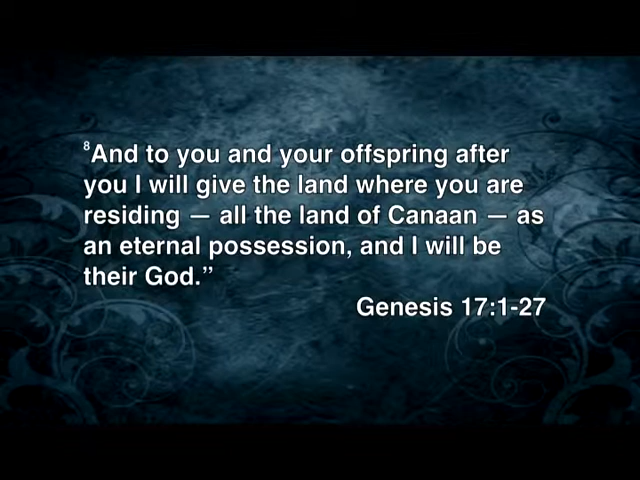 ⁸And to you and your offspring after
you I will give the land where you are
residing — all the land of Canaan — as
an eternal possession, and I will be
their God.”
Genesis 17:1-27